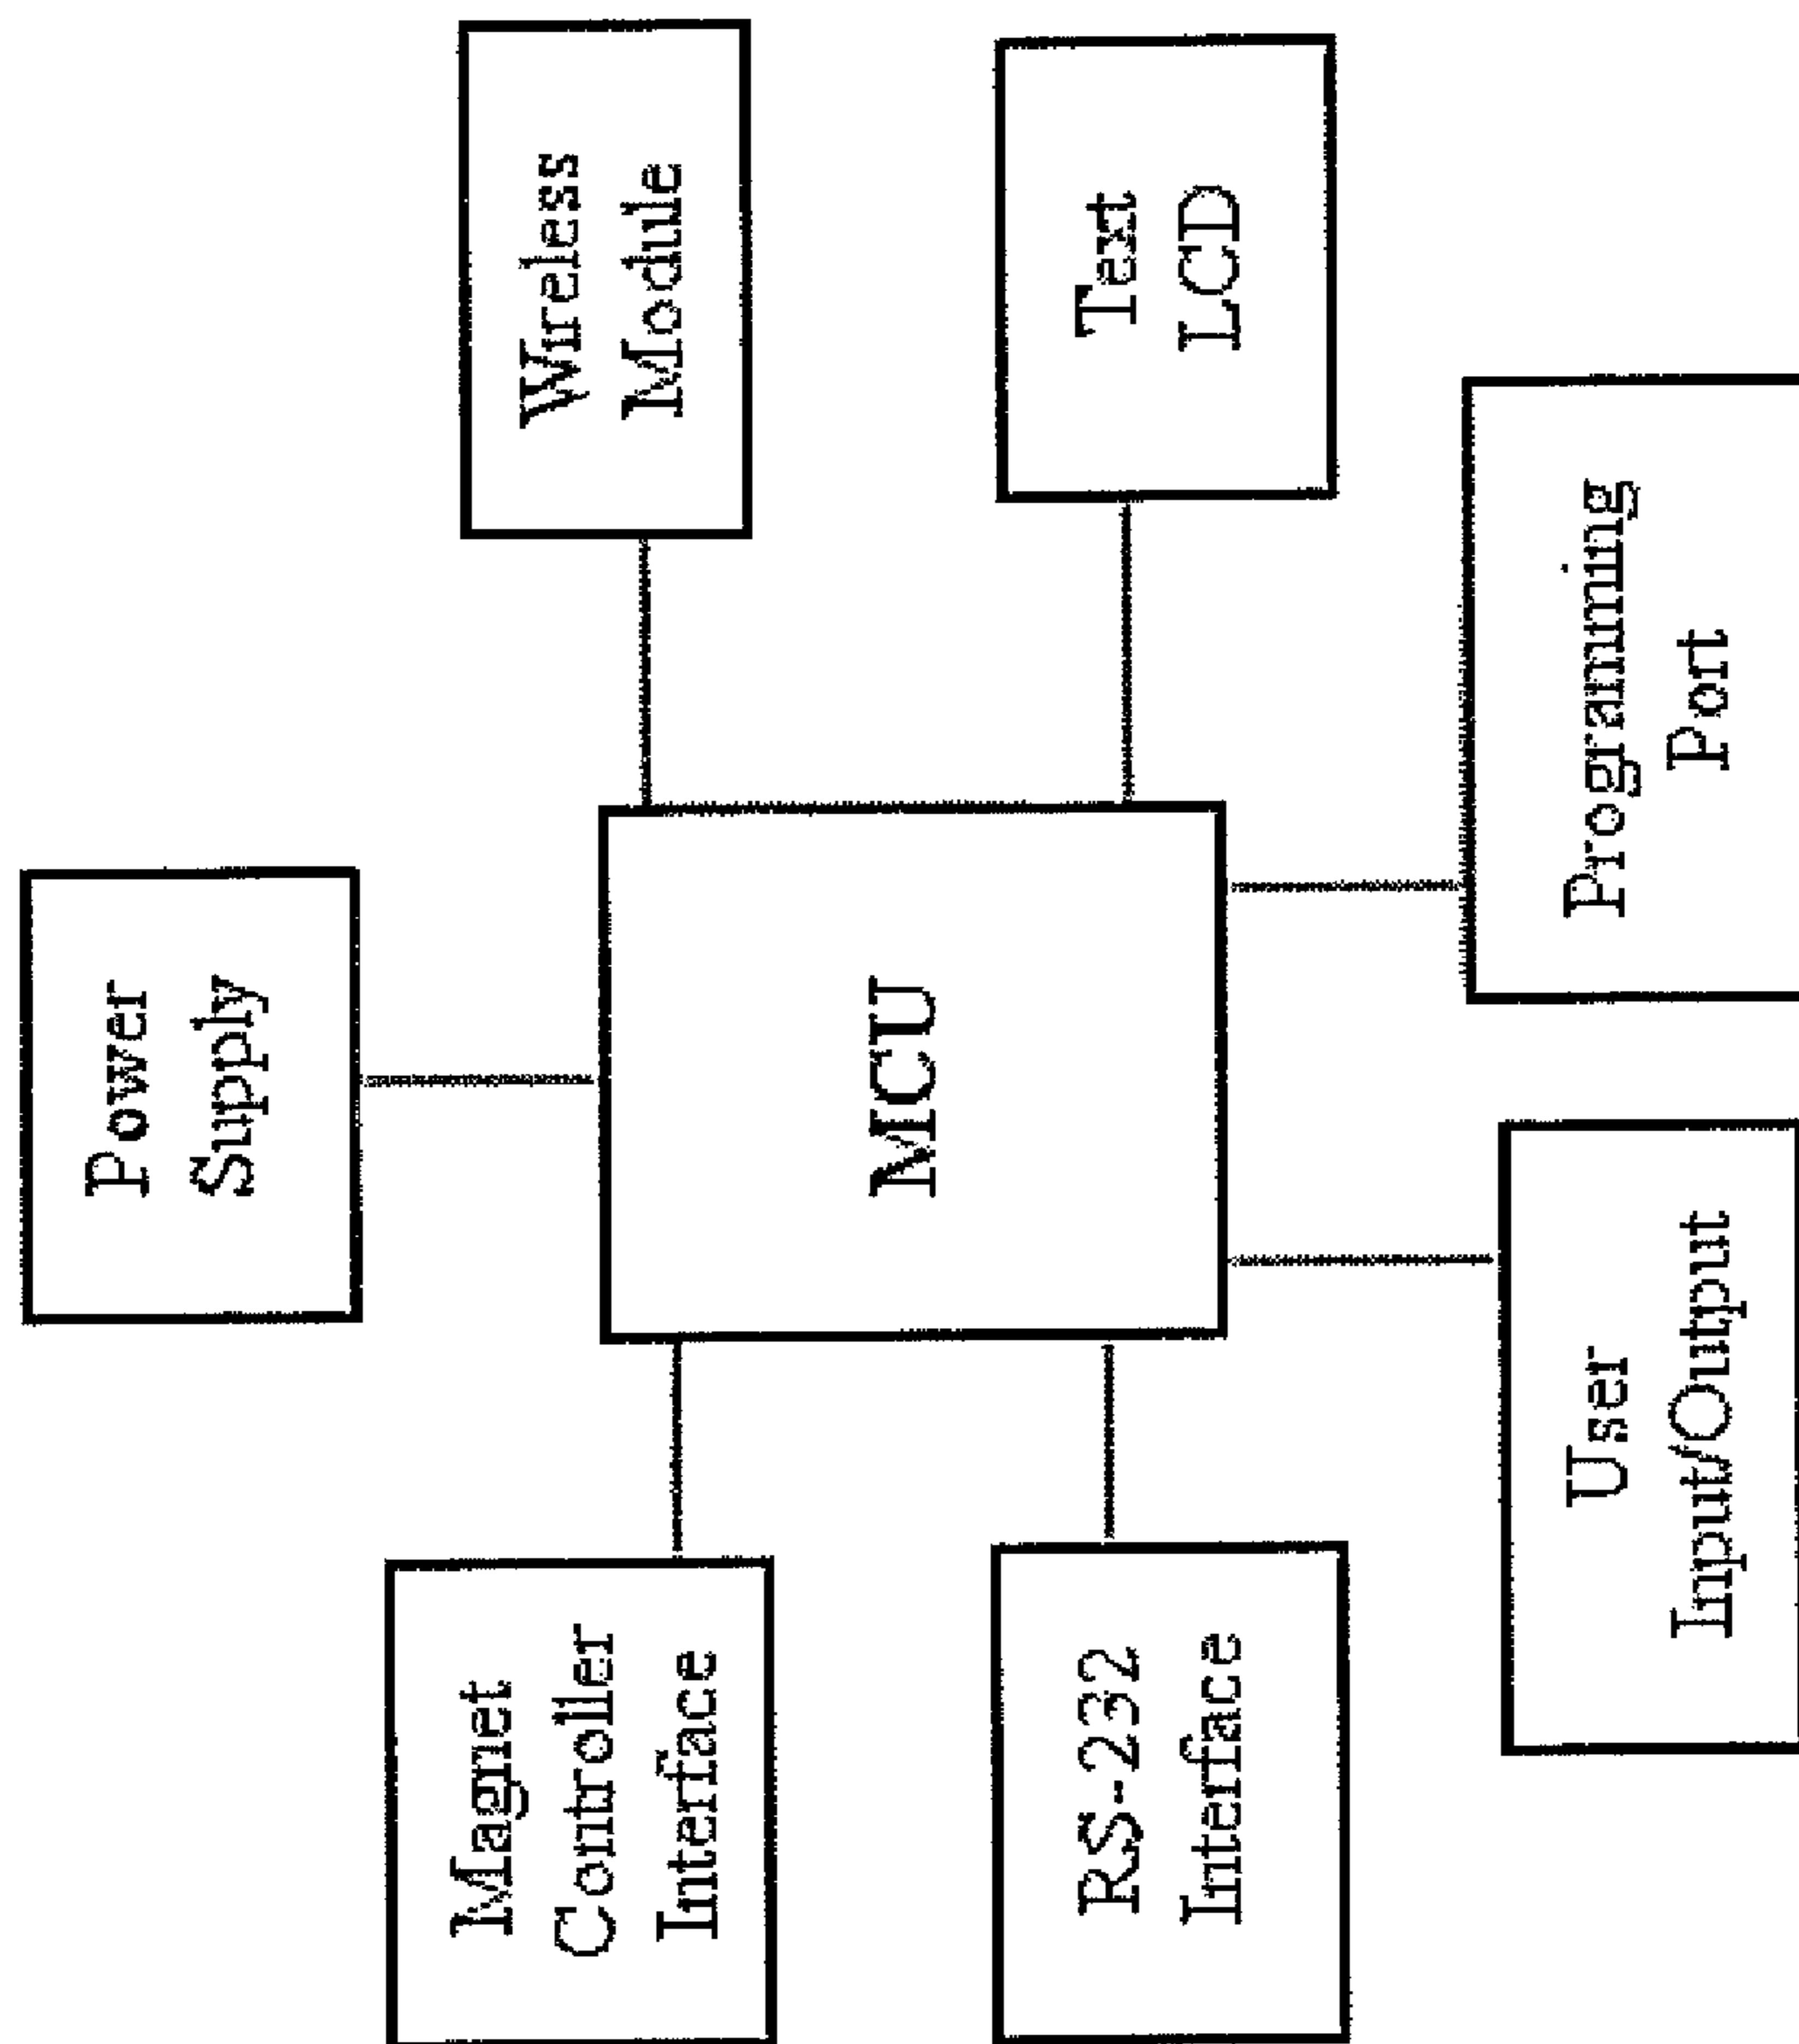 Power
Supply
Magnet
Controller
Interface
MCU
Wireless
Module
RS-232
Interface
Text
LCD
User
Input/Output
Programming
Port